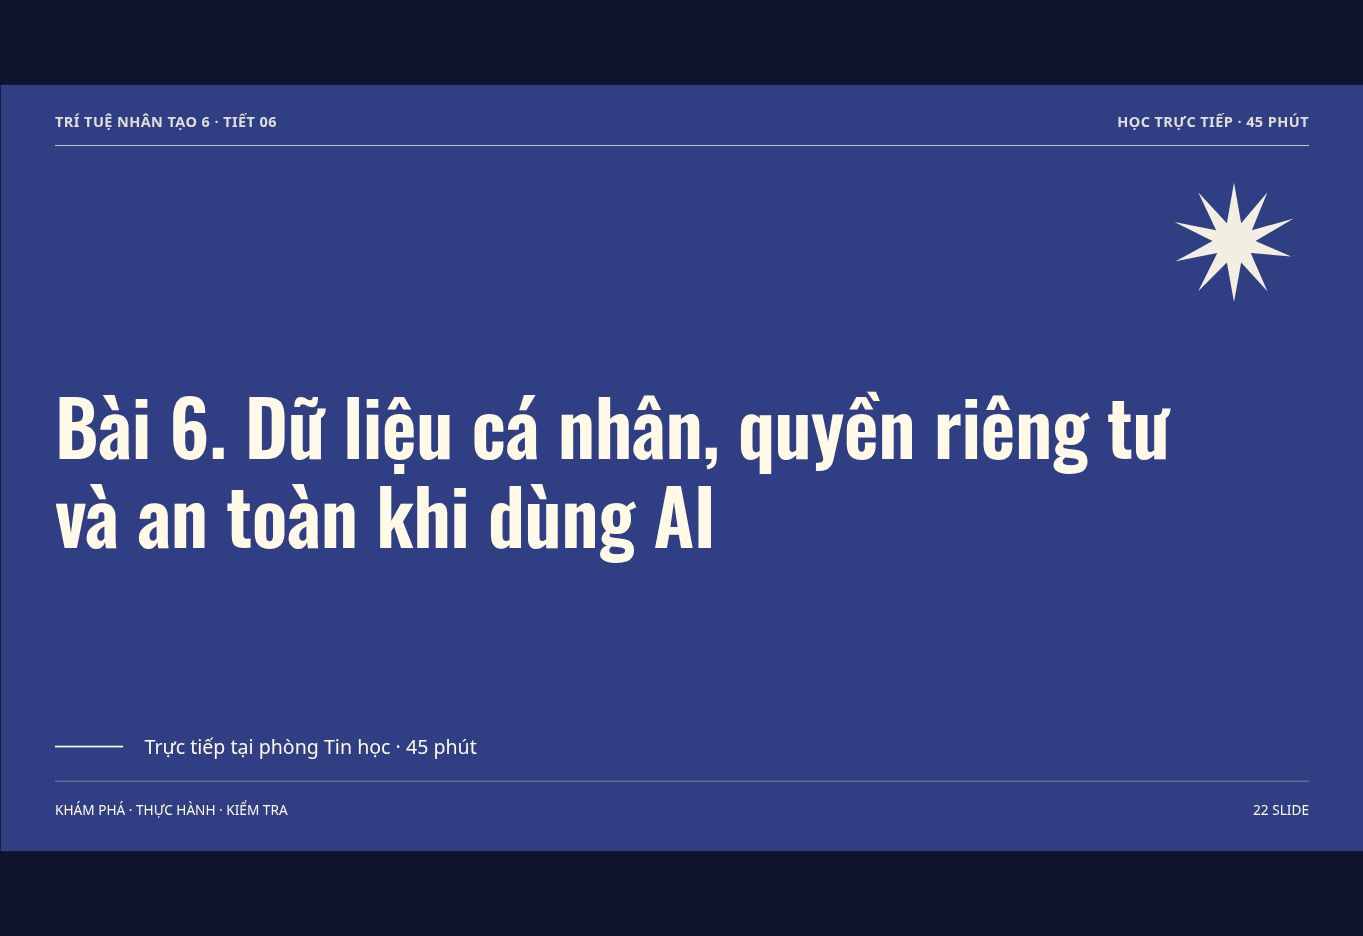 TRÍ TUỆ NHÂN TẠO 6 · TIẾT 06
HỌC TRỰC TIẾP · 45 PHÚT
Bài 6. Dữ liệu cá nhân, quyền riêng tư
và an toàn khi dùng AI
Trực tiếp tại phòng Tin học · 45 phút
KHÁM PHÁ · THỰC HÀNH · KIỂM TRA
22 SLIDE